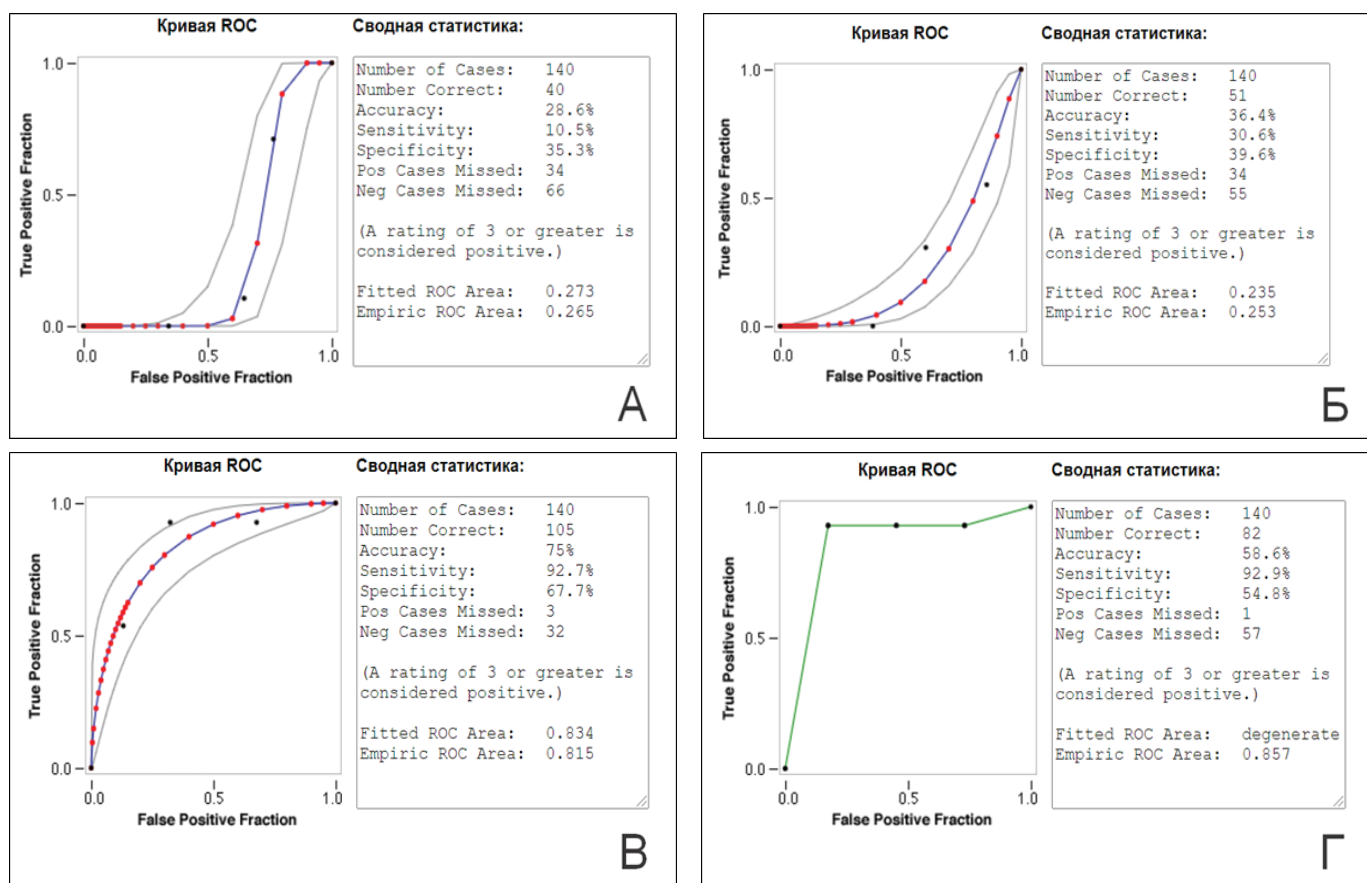 Кривая ROC
Сводная статистика:
1.0
0.5
0.0
0.0
0.5
1.0
True Positive Fraction
False Positive Fraction
Number of Cases: 140
Number Correct: 40
Accuracy: 28.6%
Sensitivity: 10.5%
Specificity: 35.3%
Pos Cases Missed: 34
Neg Cases Missed: 66
(A rating of 3 or greater is
considered positive.)
Fitted ROC Area: 0.273
Empiric ROC Area: 0.265
А
Кривая ROC
Сводная статистика:
1.0
0.5
0.0
0.0
0.5
1.0
True Positive Fraction
False Positive Fraction
Number of Cases: 140
Number Correct: 51
Accuracy: 36.4%
Sensitivity: 30.6%
Specificity: 39.6%
Pos Cases Missed: 34
Neg Cases Missed: 55
(A rating of 3 or greater is
considered positive.)
Fitted ROC Area: 0.235
Empiric ROC Area: 0.253
Б
Кривая ROC
Сводная статистика:
1.0
0.5
0.0
0.0
0.5
1.0
True Positive Fraction
False Positive Fraction
Number of Cases: 140
Number Correct: 105
Accuracy: 75%
Sensitivity: 92.7%
Specificity: 67.7%
Pos Cases Missed: 3
Neg Cases Missed: 32
(A rating of 3 or greater is
considered positive.)
Fitted ROC Area: 0.834
Empiric ROC Area: 0.815
В
Кривая ROC
Сводная статистика:
1.0
0.5
0.0
0.0
0.5
1.0
True Positive Fraction
False Positive Fraction
Number of Cases: 140
Number Correct: 82
Accuracy: 58.6%
Sensitivity: 92.9%
Specificity: 54.8%
Pos Cases Missed: 1
Neg Cases Missed: 57
(A rating of 3 or greater is
considered positive.)
Fitted ROC Area: degenerate
Empiric ROC Area: 0.857
Г